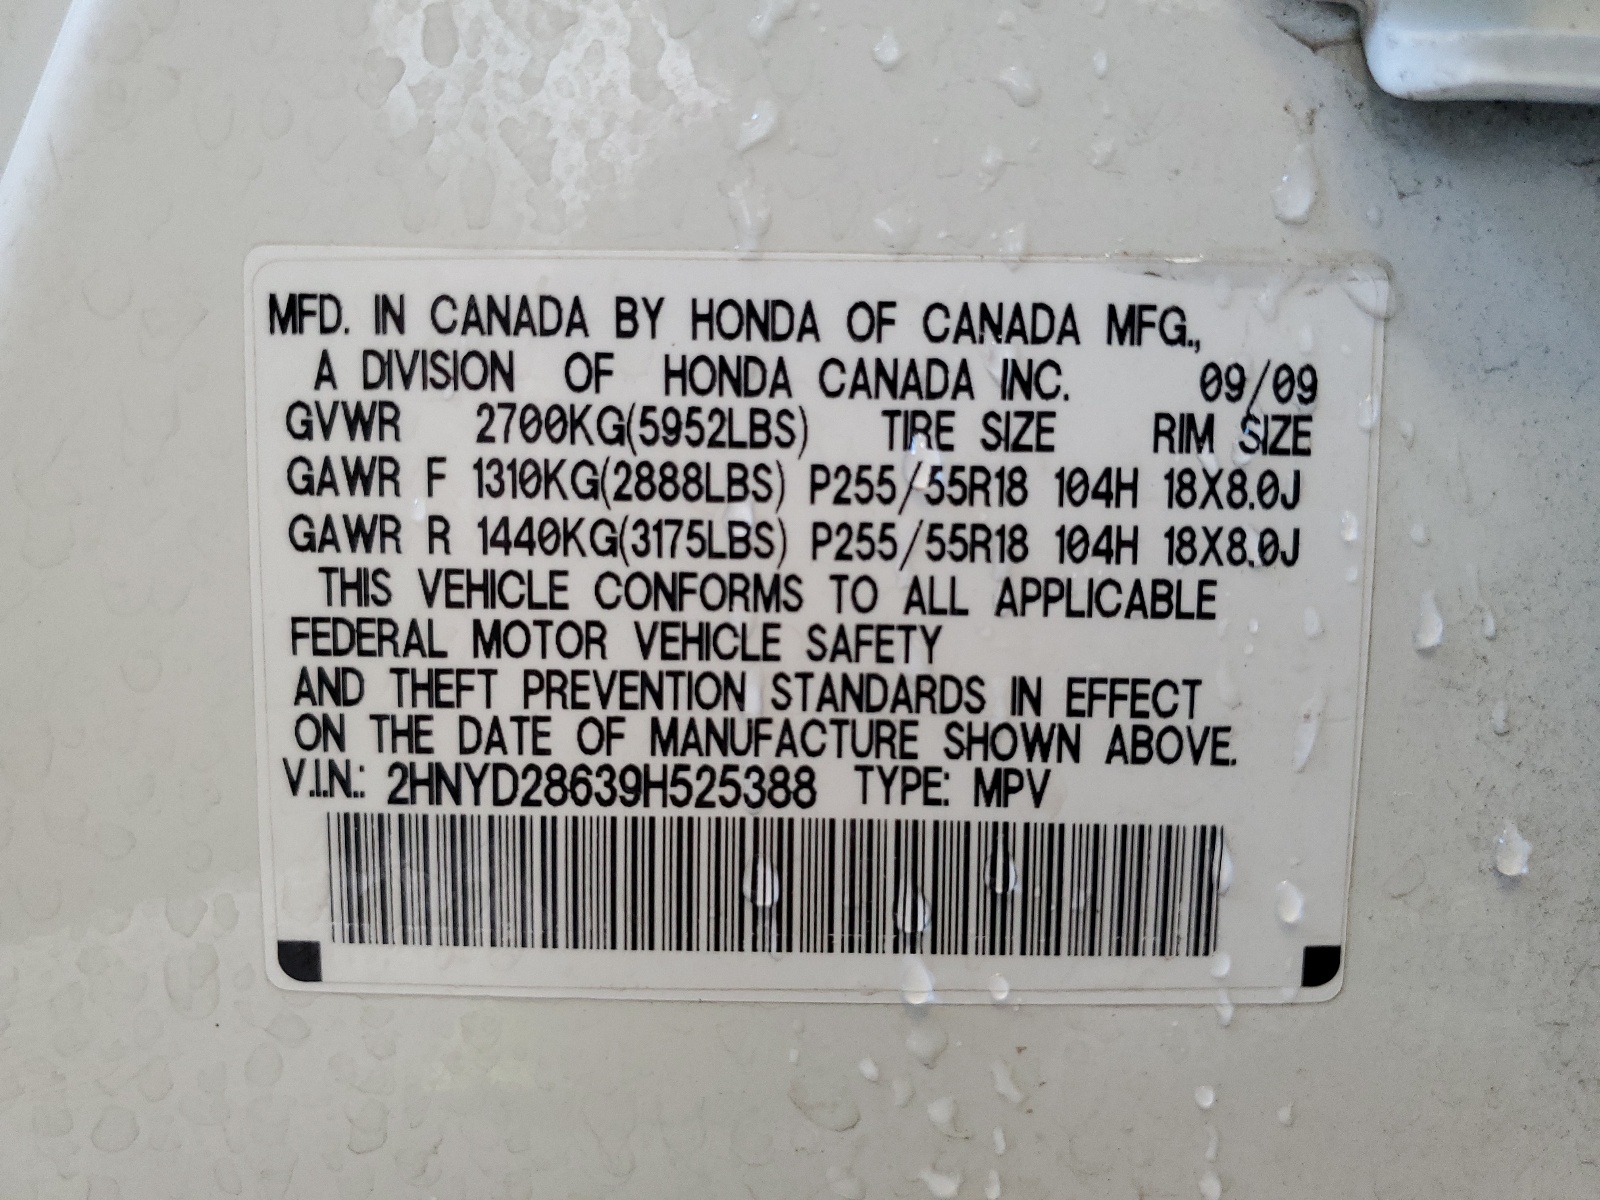 MFD. IN CANADA BY HONDA OF CANADA MFG.,
A DIVISION OF HONDA CANADA INC. 09/09
GVWR 2700KG(5952LBS) TIRE SIZE RIM SIZE
GAWR F 1310KG(2888LBS) P255/55R18 104H 18X8.0J
GAWR R 1440KG(3175LBS) P255/55R18 104H 18X8.0J
THIS VEHICLE CONFORMS TO ALL APPLICABLE
FEDERAL MOTOR VEHICLE SAFETY
AND THEFT PREVENTION STANDARDS IN EFFECT
ON THE DATE OF MANUFACTURE SHOWN ABOVE.
V.I.N.: 2HNYD28639H525388 TYPE: MPV